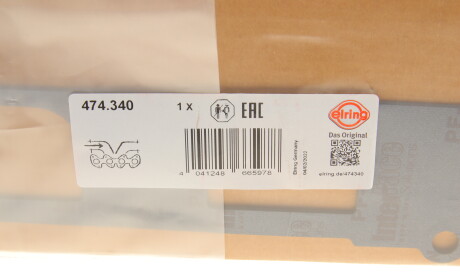 474.340
1 X
EAC
elring
Das Original
4 041248 665978
Elring Germany
elring.de/474340